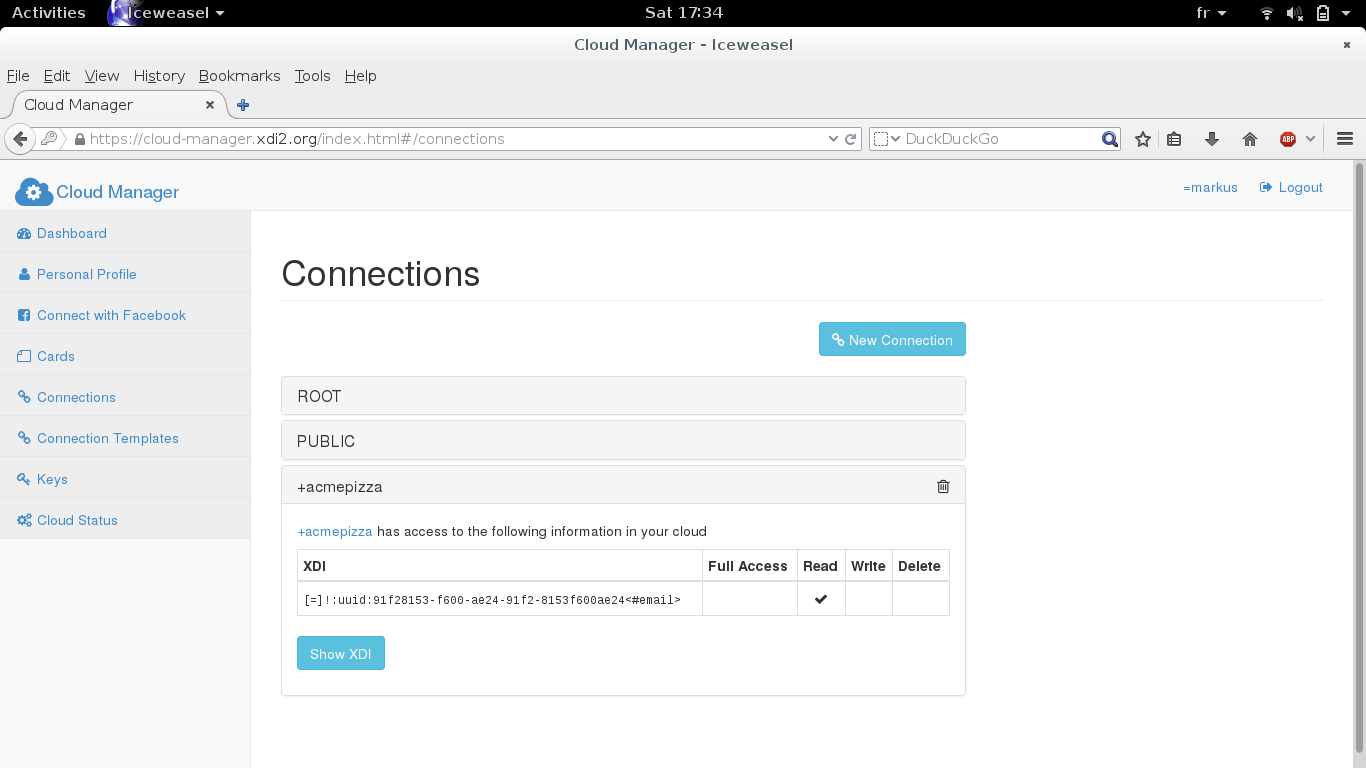 Activities Iceweasel Sat 17:34 fr
Cloud Manager - Iceweasel
File Edit View History Bookmarks Tools Help
Cloud Manager
https://cloud-manager.xdi2.org/index.html#/connections DuckDuckGo ABP
Cloud Manager =markus Logout
Dashboard
Personal Profile
Connect with Facebook
Cards
Connections
Connection Templates
Keys
Cloud Status
Connections
New Connection
ROOT
PUBLIC
+acmepizza
+acmepizza has access to the following information in your cloud
XDI Full Access Read Write Delete
[=]!:uuid:91f28153-f600-ae24-91f2-8153f600ae24<#email>
Show XDI